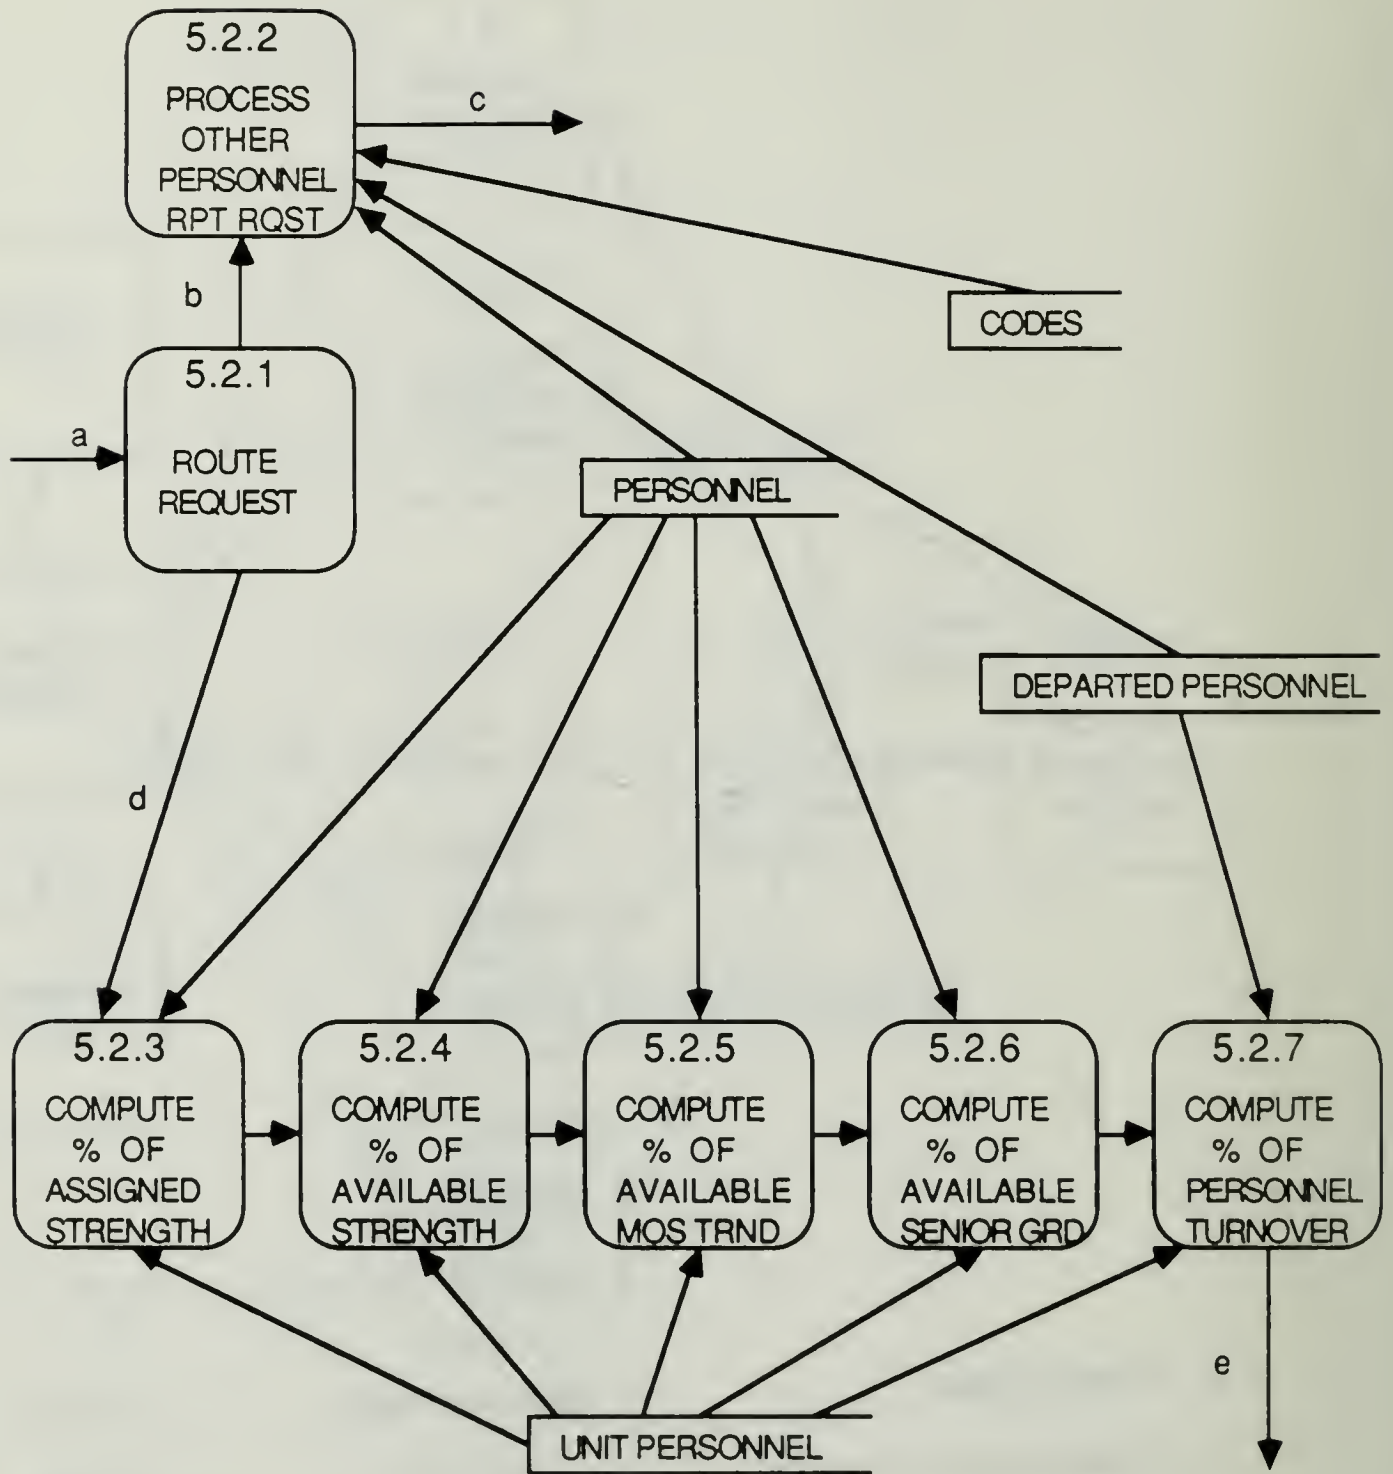 5.2.2
PROCESS
OTHER
PERSONNEL
RPT RQST
c
b
CODES
5.2.1
ROUTE
REQUEST
a
PERSONNEL
DEPARTED PERSONNEL
d
5.2.3
COMPUTE
% OF
ASSIGNED
STRENGTH
5.2.4
COMPUTE
% OF
AVAILABLE
STRENGTH
5.2.5
COMPUTE
% OF
AVAILABLE
MOS TRND
5.2.6
COMPUTE
% OF
AVAILABLE
SENIOR GRD
5.2.7
COMPUTE
% OF
PERSONNEL
TURNOVER
e
UNIT PERSONNEL